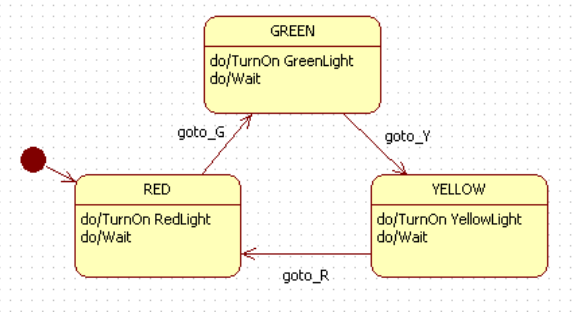 GREEN
do/TurnOn GreenLight
do/Wait
goto_G
goto_Y
RED
do/TurnOn RedLight
do/Wait
YELLOW
do/TurnOn YellowLight
do/Wait
goto_R